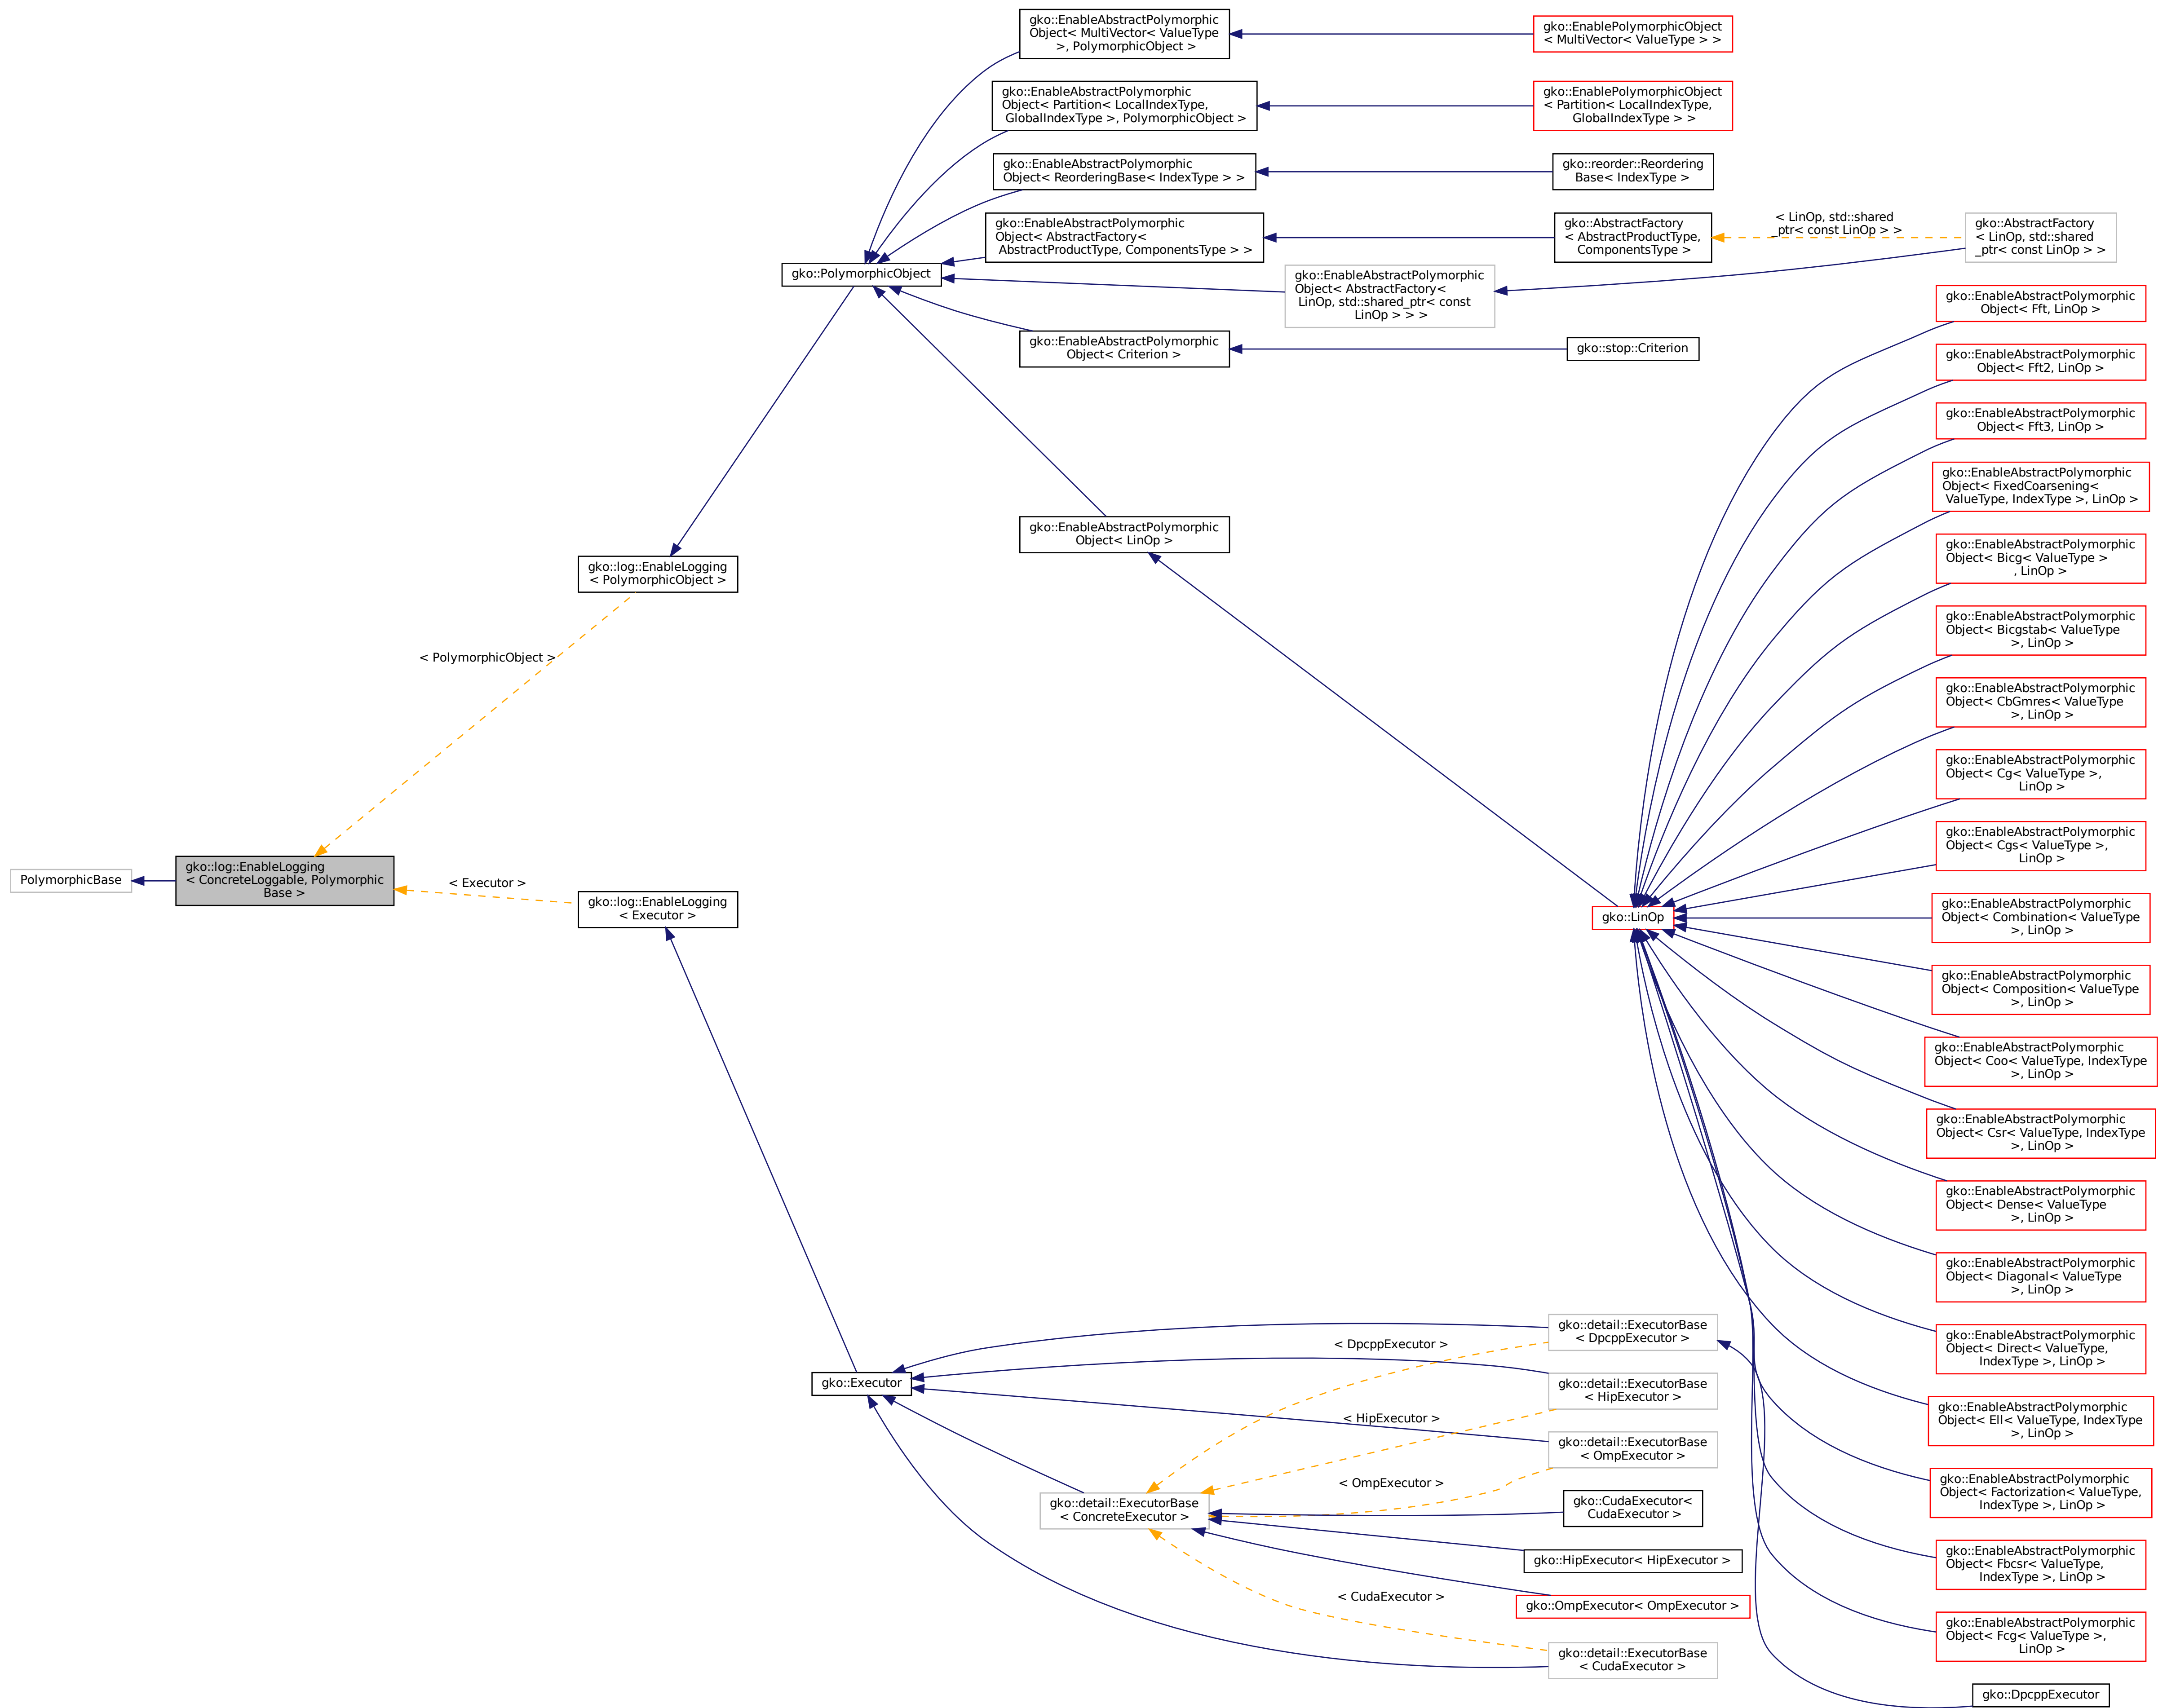 gko::EnableAbstractPolymorphic
Object< MultiVector< ValueType
>, PolymorphicObject >
gko::EnablePolymorphicObject
< MultiVector< ValueType > >
gko::EnableAbstractPolymorphic
Object< Partition< LocalIndexType,
GlobalIndexType >, PolymorphicObject >
gko::EnablePolymorphicObject
< Partition< LocalIndexType,
GlobalIndexType > >
gko::EnableAbstractPolymorphic
Object< ReorderingBase< IndexType > >
gko::reorder::Reordering
Base< IndexType >
gko::EnableAbstractPolymorphic
Object< AbstractFactory<
AbstractProductType, ComponentsType > >
gko::AbstractFactory
< AbstractProductType,
ComponentsType >
< LinOp, std::shared
_ptr< const LinOp > >
gko::AbstractFactory
< LinOp, std::shared
_ptr< const LinOp > >
gko::PolymorphicObject
gko::EnableAbstractPolymorphic
Object< AbstractFactory<
LinOp, std::shared_ptr< const
LinOp > > >
gko::EnableAbstractPolymorphic
Object< Criterion >
gko::stop::Criterion
gko::EnableAbstractPolymorphic
Object< LinOp >
gko::log::EnableLogging
< PolymorphicObject >
< PolymorphicObject >
PolymorphicBase
gko::log::EnableLogging
< ConcreteLoggable, Polymorphic
Base >
< Executor >
gko::log::EnableLogging
< Executor >
gko::LinOp
gko::EnableAbstractPolymorphic
Object< Fft, LinOp >
gko::EnableAbstractPolymorphic
Object< Fft2, LinOp >
gko::EnableAbstractPolymorphic
Object< Fft3, LinOp >
gko::EnableAbstractPolymorphic
Object< FixedCoarsening<
ValueType, IndexType >, LinOp >
gko::EnableAbstractPolymorphic
Object< Bicg< ValueType >
, LinOp >
gko::EnableAbstractPolymorphic
Object< Bicgstab< ValueType
>, LinOp >
gko::EnableAbstractPolymorphic
Object< CbGmres< ValueType
>, LinOp >
gko::EnableAbstractPolymorphic
Object< Cg< ValueType >,
LinOp >
gko::EnableAbstractPolymorphic
Object< Cgs< ValueType >,
LinOp >
gko::EnableAbstractPolymorphic
Object< Combination< ValueType
>, LinOp >
gko::EnableAbstractPolymorphic
Object< Composition< ValueType
>, LinOp >
gko::EnableAbstractPolymorphic
Object< Coo< ValueType, IndexType
>, LinOp >
gko::EnableAbstractPolymorphic
Object< Csr< ValueType, IndexType
>, LinOp >
gko::EnableAbstractPolymorphic
Object< Dense< ValueType
>, LinOp >
gko::EnableAbstractPolymorphic
Object< Diagonal< ValueType
>, LinOp >
gko::EnableAbstractPolymorphic
Object< Direct< ValueType,
IndexType >, LinOp >
gko::EnableAbstractPolymorphic
Object< Ell< ValueType, IndexType
>, LinOp >
gko::EnableAbstractPolymorphic
Object< Factorization< ValueType,
IndexType >, LinOp >
gko::EnableAbstractPolymorphic
Object< Fbcsr< ValueType,
IndexType >, LinOp >
gko::EnableAbstractPolymorphic
Object< Fcg< ValueType >,
LinOp >
gko::Executor
gko::detail::ExecutorBase
< DpcppExecutor >
< DpcppExecutor >
gko::detail::ExecutorBase
< HipExecutor >
< HipExecutor >
gko::detail::ExecutorBase
< OmpExecutor >
< OmpExecutor >
gko::detail::ExecutorBase
< ConcreteExecutor >
gko::CudaExecutor<
CudaExecutor >
gko::HipExecutor< HipExecutor >
gko::OmpExecutor< OmpExecutor >
< CudaExecutor >
gko::detail::ExecutorBase
< CudaExecutor >
gko::DpcppExecutor